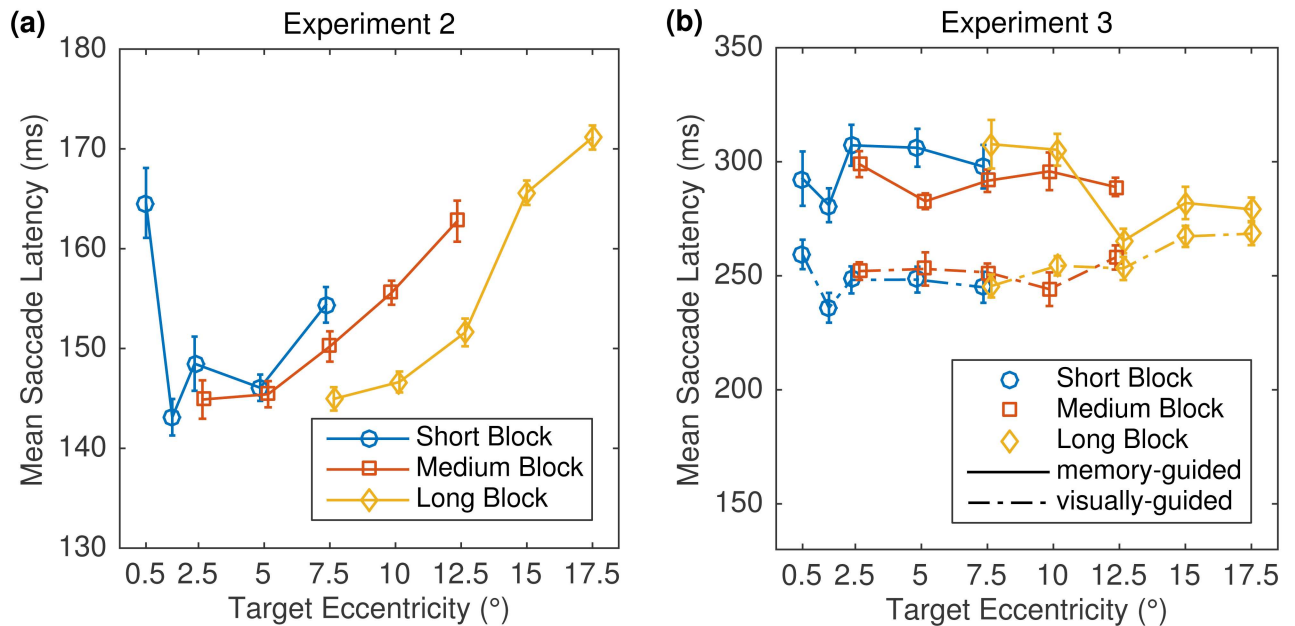 (a)
Experiment 2
180
170
160
150
140
130
Mean Saccade Latency (ms)
0.5 2.5 5 7.5 10 12.5 15 17.5
Target Eccentricity (°)
Short Block
Medium Block
Long Block
(b)
Experiment 3
350
300
250
200
150
Mean Saccade Latency (ms)
0.5 2.5 5 7.5 10 12.5 15 17.5
Target Eccentricity (°)
Short Block
Medium Block
Long Block
memory-guided
visually-guided